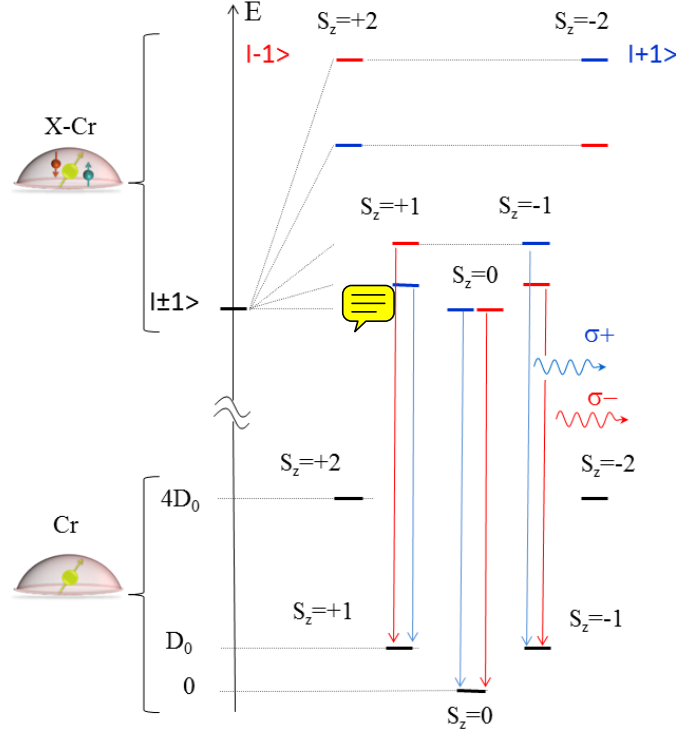 E
S_z=+2
S_z=-2
|-1>
|+1>
X-Cr
S_z=+1
S_z=-1
S_z=0
|±1>
σ+
σ−
S_z=+2
S_z=-2
4D_0
Cr
S_z=+1
S_z=-1
D_0
0
S_z=0